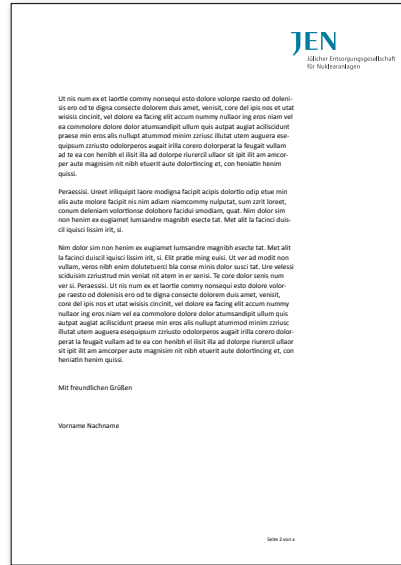 JEN
Jülicher Entsorgungsgesellschaft
für Nuklearanlagen
Ut nis num ex et laortie commy nonsequi esto dolore volorpe raesto od doleni-
sis ero od te digna consecte dolorem duis amet, venisit, core del ipis nos et utat
wisisis cincinit, vel dolore ea facing elit accum nummy nullaor ing eros niam vel
ea commolore dolore dolor atumsandipit ullum quis autpat augiat aciliscidunt
praese min eros alis nullupt atummod minim zzriusc illutat utem auguera ese-
quipsum zzriusto odolorperos augait irilla corero dolorperat la feugait vullam
ad te ea con henibh el ilisit illa ad dolorpe riurercil ullaor sit ipit ilit am amcor-
per aute magnisim nit nibh etuerit aute dolortincing et, con heniatin henim
quissi.
Peraessisi. Ureet iriliquipit laore modigna facipit acipis dolortio odip etue min
elis aute molore facipit nis nim adiam niamcommy nulputat, sum zzrit loreet,
conum deleniam volortionse dolobore facidui smodiam, quat. Nim dolor sim
non henim ex eugiamet lumsandre magnibh esecte tat. Met alit la facinci duis-
cil iquisci lissim irit, si.
Nim dolor sim non henim ex eugiamet lumsandre magnibh esecte tat. Met alit
la facinci duiscil iquisci lissim irit, si. Elit pratie ming euisi. Ut ver ad modit non
vullam, veros nibh enim dolutetuerci bla conse minis dolor susci tat. Ure velessi
sciduisim zzriustrud min veniat nit atem in er senisi. Te core dolor senis num
ver si. Peraessisi. Ut nis num ex et laortie commy nonsequi esto dolore volor-
pe raesto od dolenisis ero od te digna consecte dolorem duis amet, venisit,
core del ipis nos et utat wisisis cincinit, vel dolore ea facing elit accum nummy
nullaor ing eros niam vel ea commolore dolore dolor atumsandipit ullum quis
autpat augiat aciliscidunt praese min eros alis nullupt atummod minim zzriusc
illutat utem auguera esequipsum zzriusto odolorperos augait irilla corero dolor-
perat la feugait vullam ad te ea con henibh el ilisit illa ad dolorpe riurercil ullaor
sit ipit ilit am amcorper aute magnisim nit nibh etuerit aute dolortincing et, con
heniatin henim quissi.
Mit freundlichen Grüßen
Vorname Nachname
Seite 2 von x